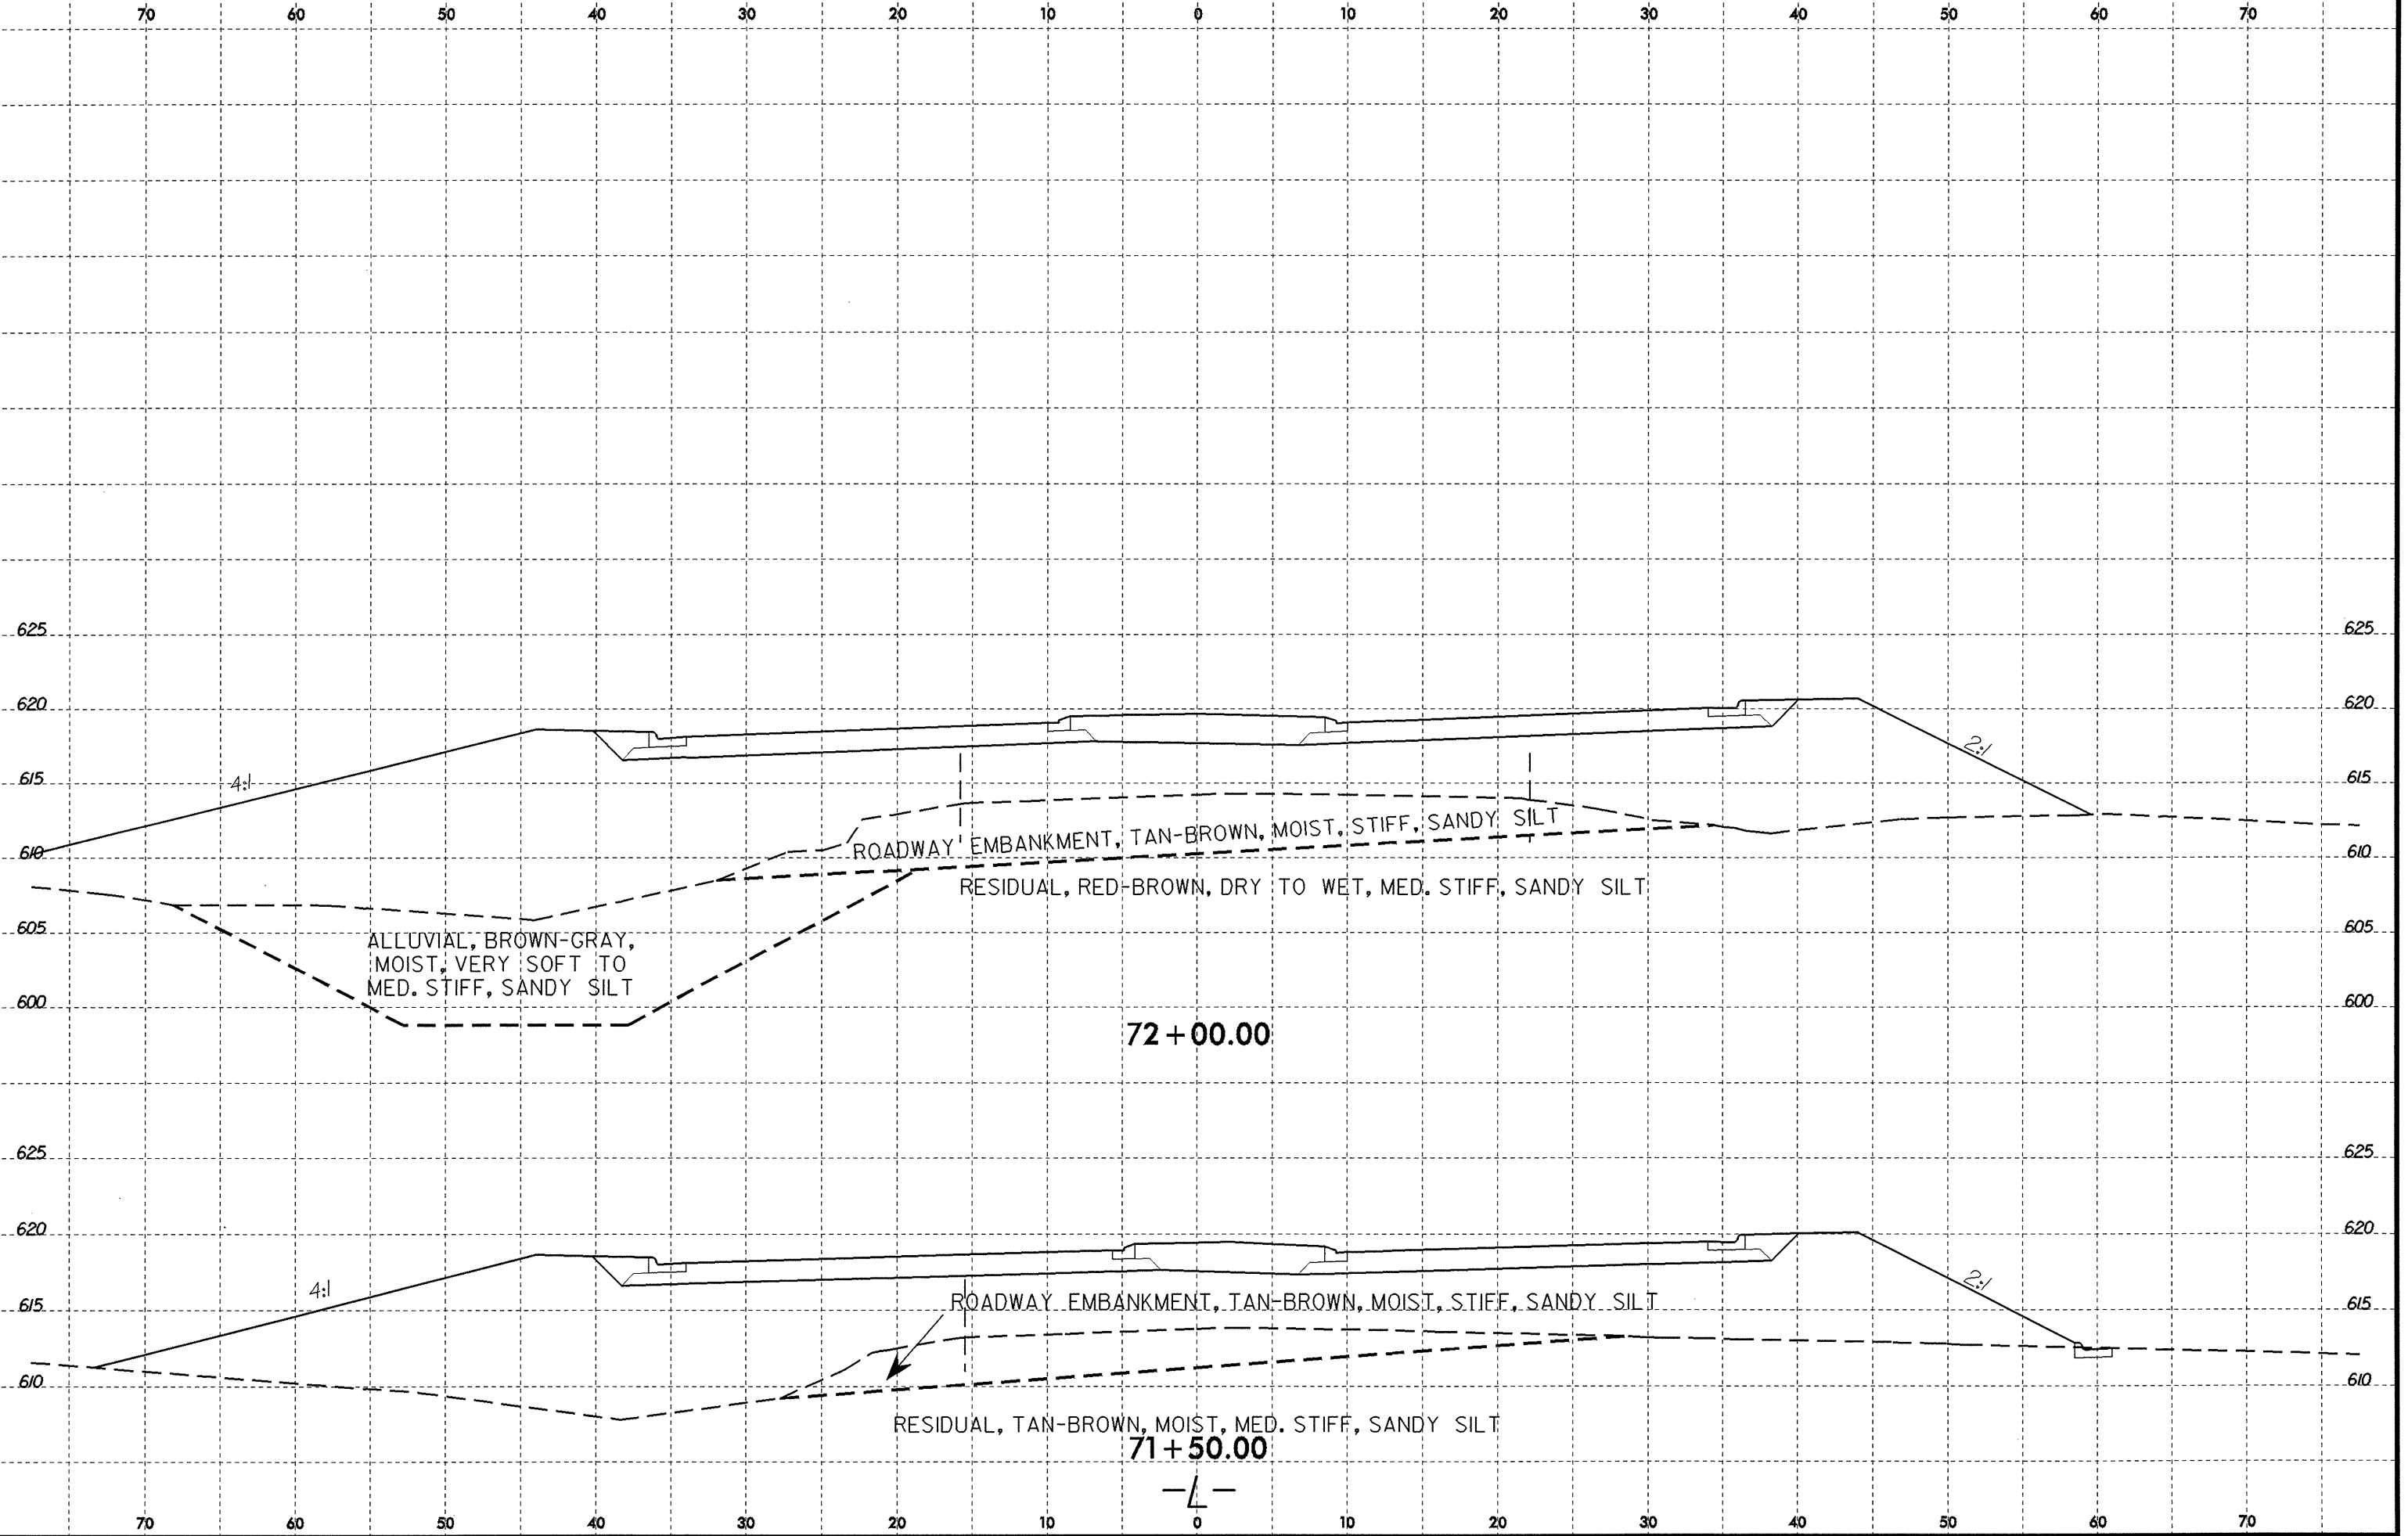 70 60 50 40 30 20 10 0 10 20 30 40 50 60 70
625 625
620 620
4:1 2:1
615 615
ROADWAY EMBANKMENT, TAN-BROWN, MOIST, STIFF, SANDY SILT
610 610
RESIDUAL, RED-BROWN, DRY TO WET, MED. STIFF, SANDY SILT
605 605
ALLUVIAL, BROWN-GRAY,
MOIST, VERY SOFT TO
MED. STIFF, SANDY SILT
600 600
72+00.00
625 625
620 620
4:1 2:1
615 615
ROADWAY EMBANKMENT, TAN-BROWN, MOIST, STIFF, SANDY SILT
610 610
RESIDUAL, TAN-BROWN, MOIST, MED. STIFF, SANDY SILT
71+50.00
-L-
70 60 50 40 30 20 10 0 10 20 30 40 50 60 70